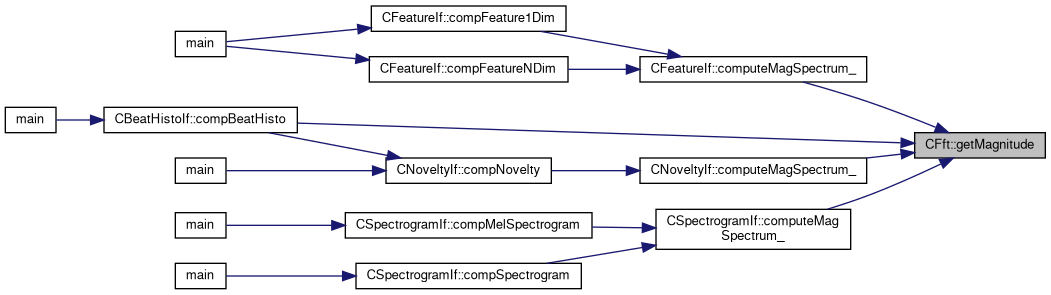 CFeatureIf::compFeature1Dim
main
CFeatureIf::compFeatureNDim
CFeatureIf::computeMagSpectrum_
main
CBeatHistoIf::compBeatHisto
CFft::getMagnitude
main
CNoveltyIf::compNovelty
CNoveltyIf::computeMagSpectrum_
main
CSpectrogramIf::compMelSpectrogram
CSpectrogramIf::computeMag
Spectrum_
main
CSpectrogramIf::compSpectrogram